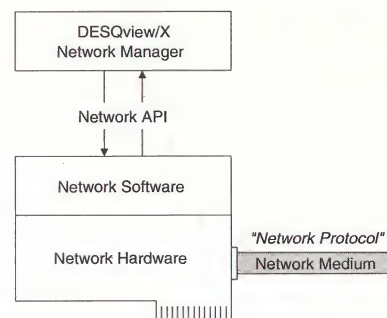 DESQview/X
Network Manager
Network API
Network Software
"Network Protocol"
Network Hardware
Network Medium